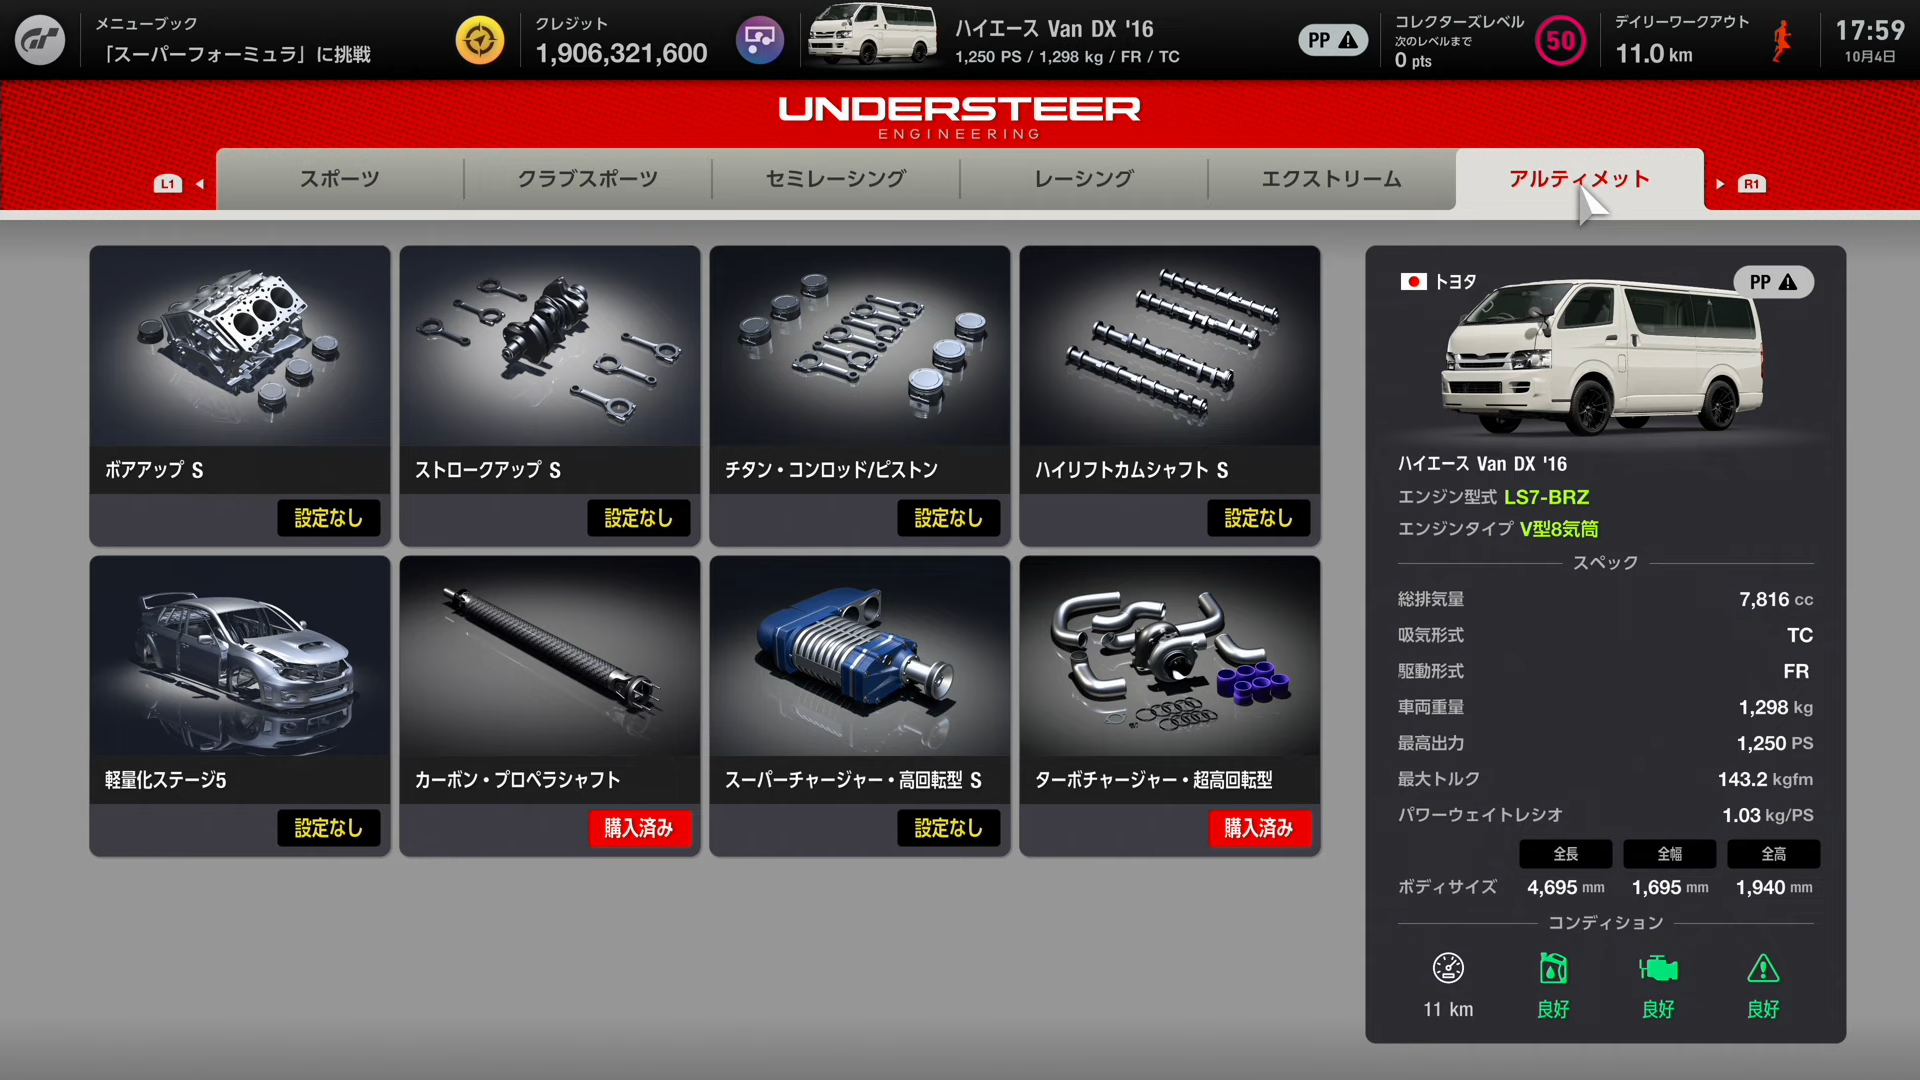 メニューブック
「スーパーフォーミュラ」に挑戦
クレジット
1,906,321,600
ハイエース Van DX '16
1,250 PS / 1,298 kg / FR / TC
PP
コレクターズレベル
次のレベルまで
0 pts
50
デイリーワークアウト
11.0 km
17:59
10月4日
UNDERSTEER
ENGINEERING
L1
スポーツ
クラブスポーツ
セミレーシング
レーシング
エクストリーム
アルティメット
R1
ボアアップ S
設定なし
ストロークアップ S
設定なし
チタン・コンロッド/ピストン
設定なし
ハイリフトカムシャフト S
設定なし
軽量化ステージ5
設定なし
カーボン・プロペラシャフト
購入済み
スーパーチャージャー・高回転型 S
設定なし
ターボチャージャー・超高回転型
購入済み
トヨタ
PP
ハイエース Van DX '16
エンジン型式 LS7-BRZ
エンジンタイプ V型8気筒
スペック
総排気量 7,816 cc
吸気形式 TC
駆動形式 FR
車両重量 1,298 kg
最高出力 1,250 PS
最大トルク 143.2 kgfm
パワーウェイトレシオ 1.03 kg/PS
全長 全幅 全高
ボディサイズ 4,695 mm 1,695 mm 1,940 mm
コンディション
11 km 良好 良好 良好